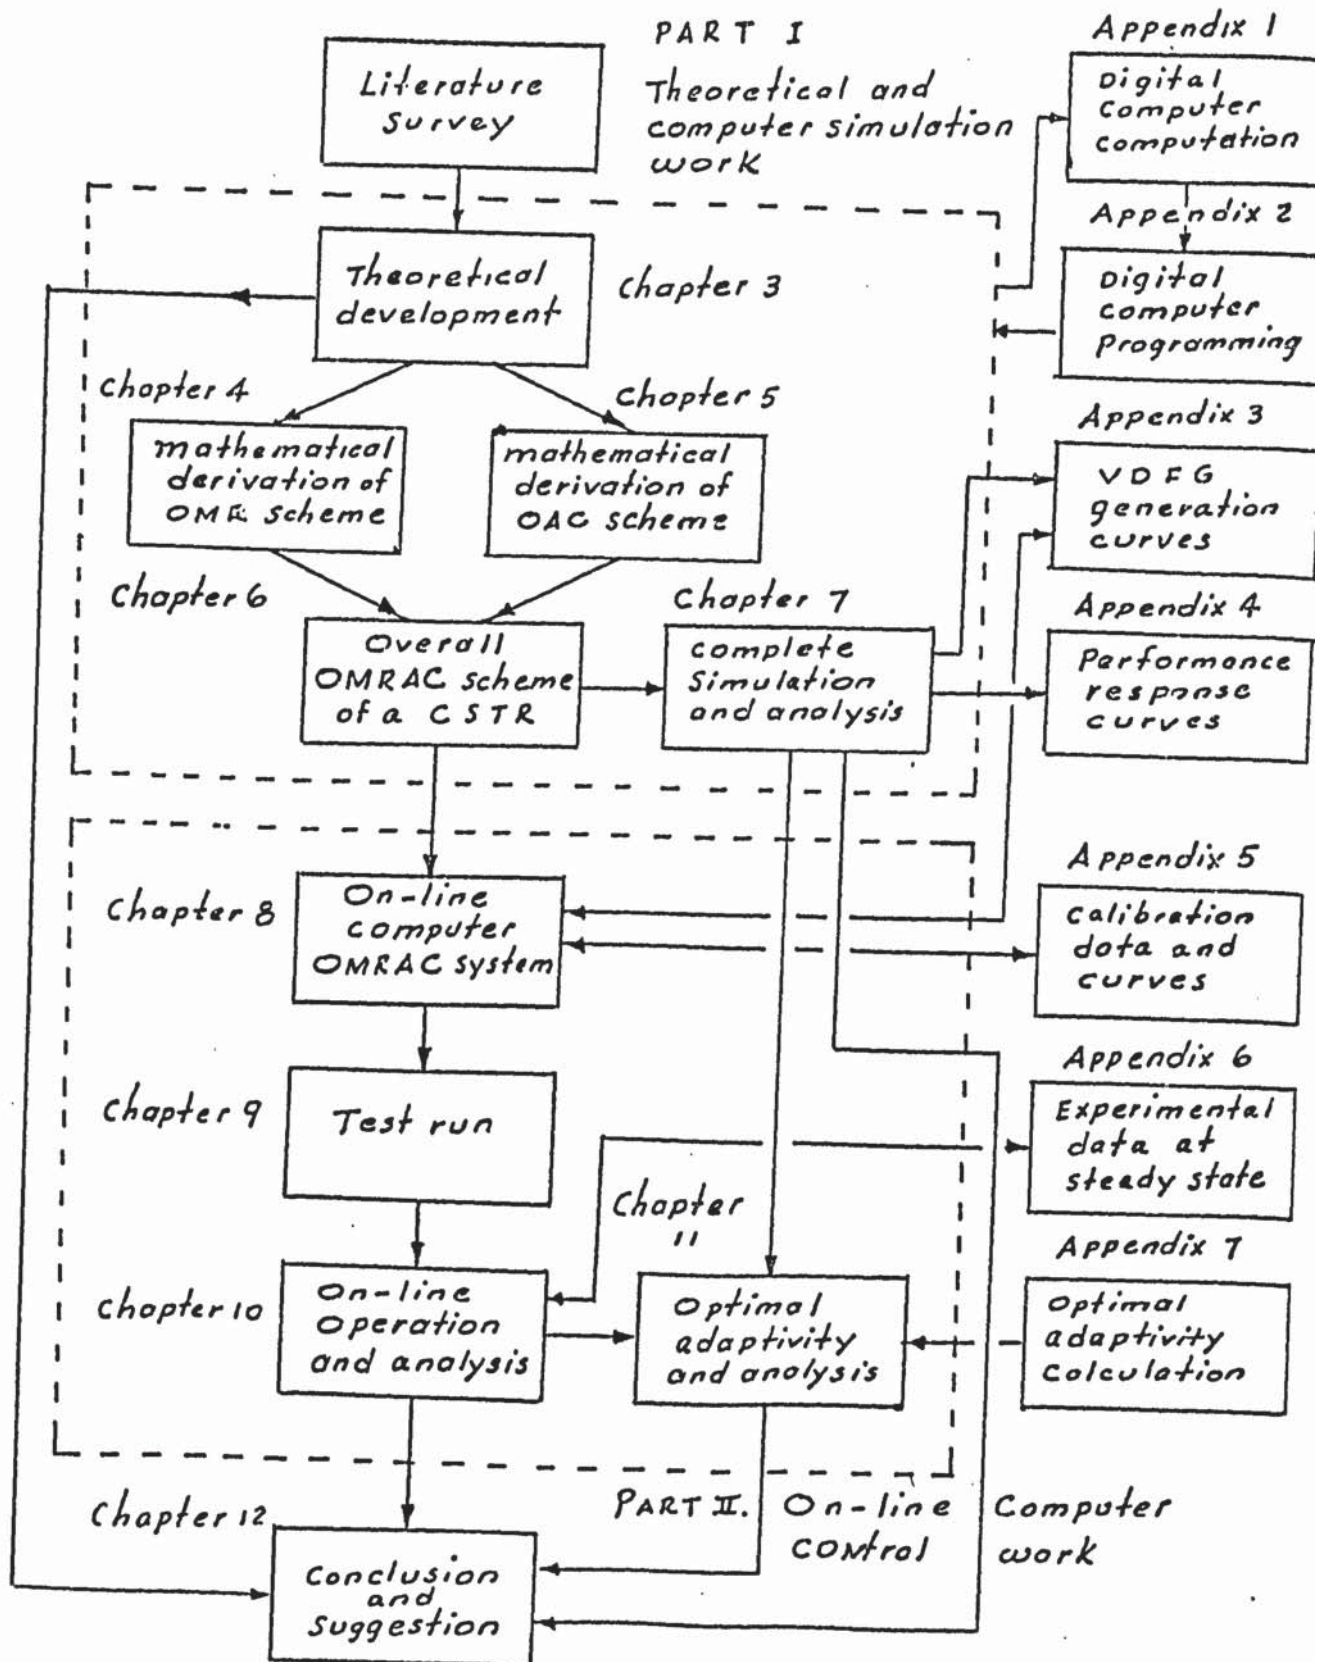 PART I
Theoretical and
computer simulation
work
Literature
survey
Appendix 1
Digital
computer
computation
Appendix 2
Digital
computer
programming
Theoretical
development
Chapter 3
Chapter 4
mathematical
derivation of
OME scheme
Chapter 5
mathematical
derivation of
OAC scheme
Appendix 3
VDFG
generation
curves
Chapter 6
Overall
OMRAC scheme
of a CSTR
Chapter 7
complete
simulation
and analysis
Appendix 4
Performance
response
curves
Chapter 8
On-line
computer
OMRAC system
Appendix 5
Calibration
data and
curves
Chapter 9
Test run
Appendix 6
Experimental
data at
steady state
Chapter 10
On-line
Operation
and analysis
Chapter
11
Optimal
adaptivity
and analysis
Appendix 7
Optimal
adaptivity
Calculation
PART II. On-line Computer
control work
Chapter 12
Conclusion
and
Suggestion